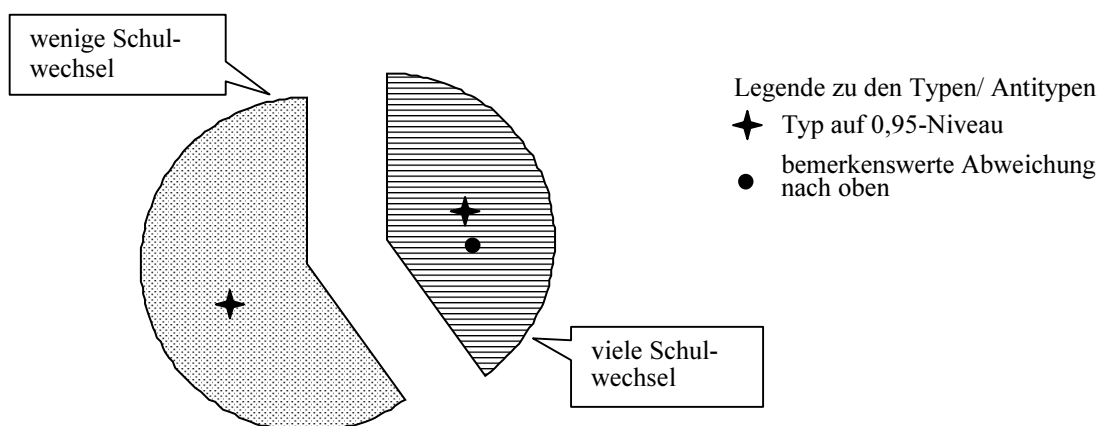 wenige Schul-
wechsel
Legende zu den Typen/ Antitypen
Typ auf 0,95-Niveau
bemerkenswerte Abweichung
nach oben
viele Schul-
wechsel